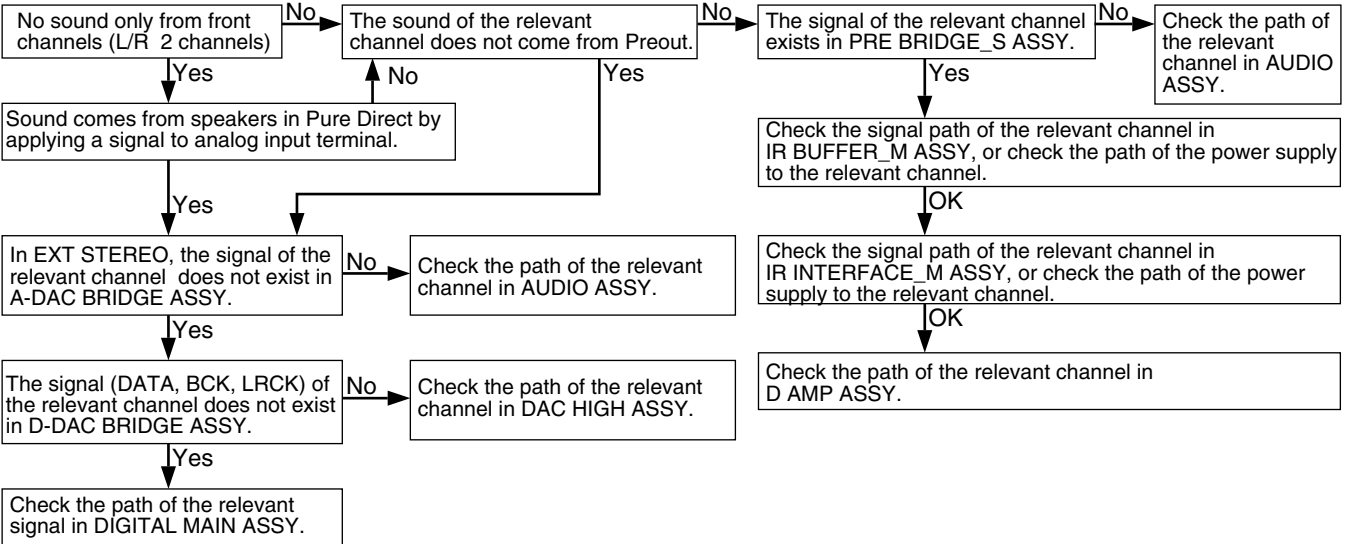 No sound only from front
channels (L/R 2 channels)
No
The sound of the relevant
channel does not come from Preout.
No
The signal of the relevant channel
exists in PRE BRIDGE_S ASSY.
No
Check the path of
the relevant
channel in AUDIO
ASSY.
Yes
No
Yes
Yes
Sound comes from speakers in Pure Direct by
applying a signal to analog input terminal.
Check the signal path of the relevant channel in
IR BUFFER_M ASSY, or check the path of the power supply
to the relevant channel.
Yes
OK
In EXT STEREO, the signal of the
relevant channel does not exist in
A-DAC BRIDGE ASSY.
No
Check the path of the relevant
channel in AUDIO ASSY.
Check the signal path of the relevant channel in
IR INTERFACE_M ASSY, or check the path of the power
supply to the relevant channel.
Yes
OK
The signal (DATA, BCK, LRCK) of
the relevant channel does not exist
in D-DAC BRIDGE ASSY.
No
Check the path of the relevant
channel in DAC HIGH ASSY.
Check the path of the relevant channel in
D AMP ASSY.
Yes
Check the path of the relevant
signal in DIGITAL MAIN ASSY.